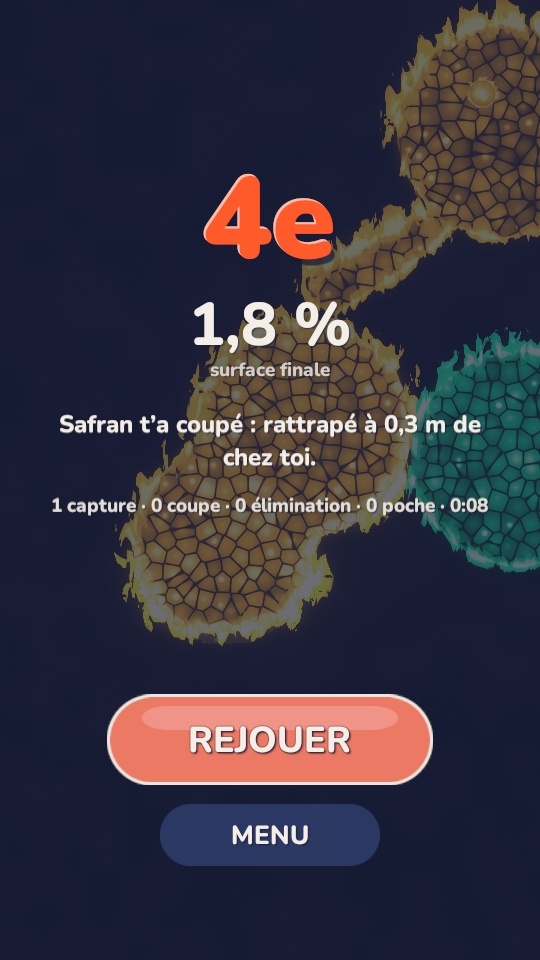 4e
1,8 %
surface finale
Safran t’a coupé : rattrapé à 0,3 m de
chez toi.
1 capture · 0 coupe · 0 élimination · 0 poche · 0:08
REJOUER
MENU